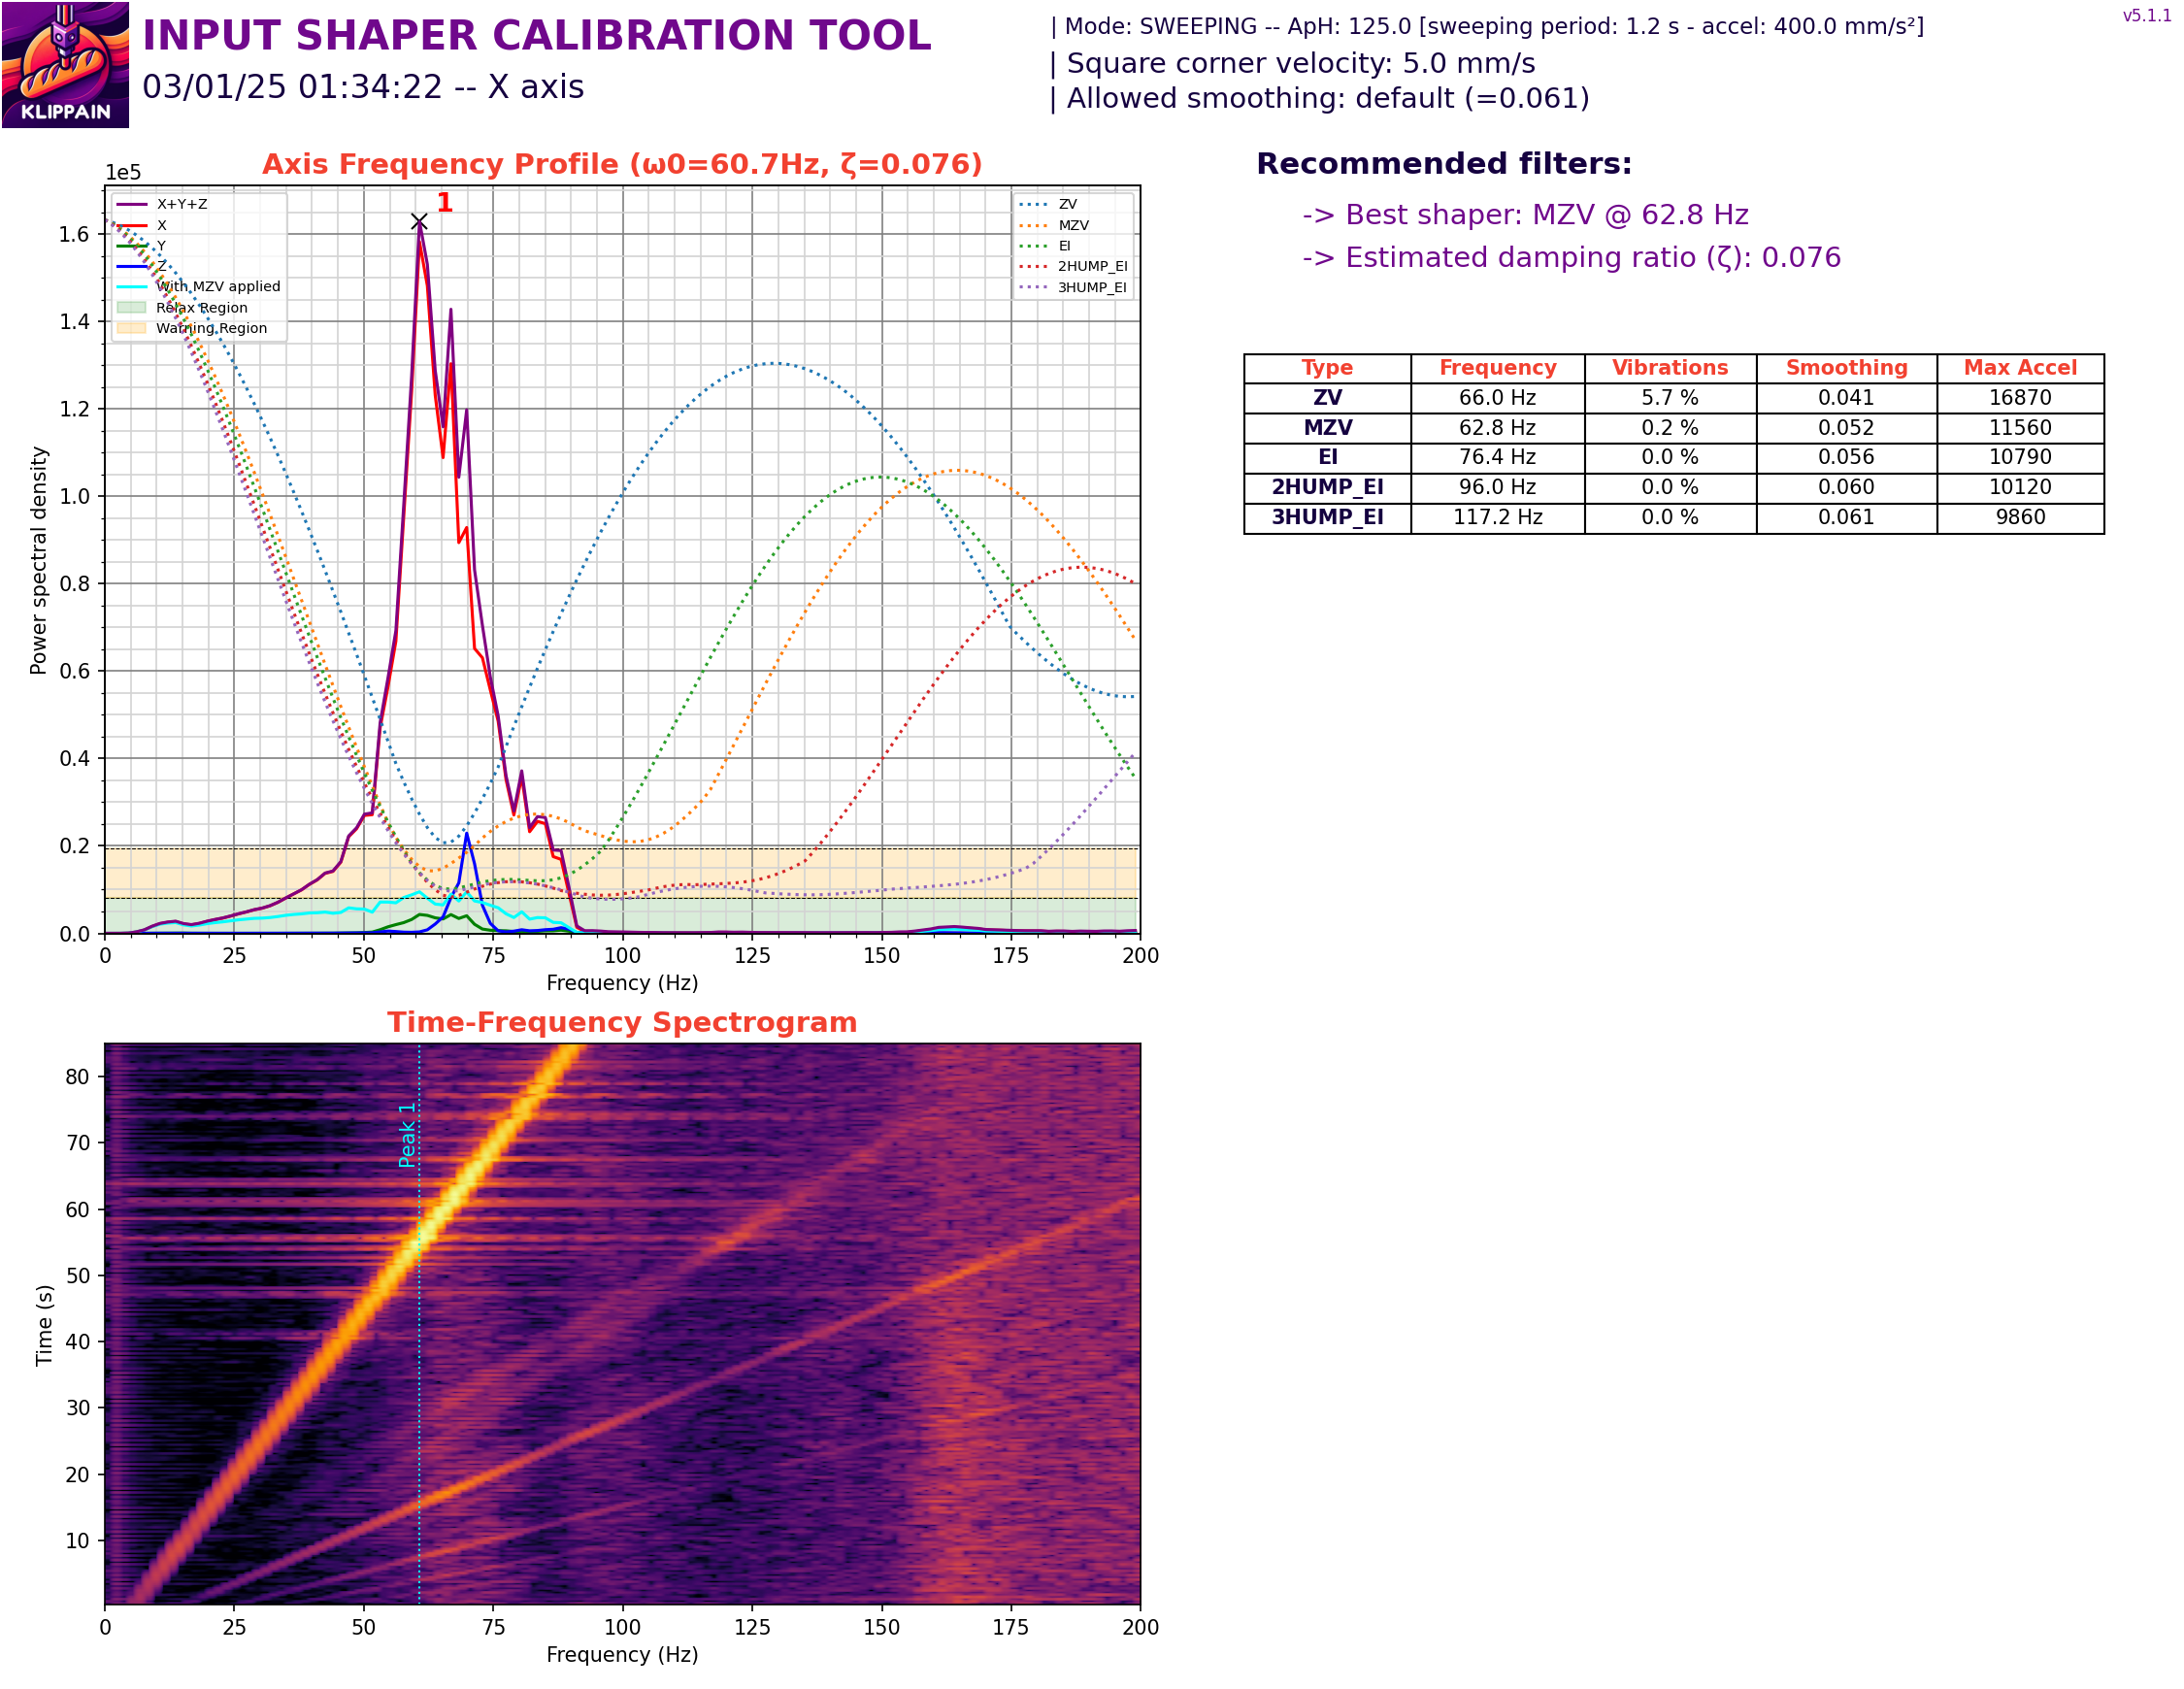 INPUT SHAPER CALIBRATION TOOL
03/01/25 01:34:22 -- X axis
KLIPPAIN
| Mode: SWEEPING -- ApH: 125.0 [sweeping period: 1.2 s - accel: 400.0 mm/s²]
| Square corner velocity: 5.0 mm/s
| Allowed smoothing: default (=0.061)
v5.1.1
Axis Frequency Profile (ω0=60.7Hz, ζ=0.076)
1e5
1
X+Y+Z
X
Y
Z
With MZV applied
Relax Region
Warning Region
ZV
MZV
EI
2HUMP_EI
3HUMP_EI
Power spectral density
1.6
1.4
1.2
1.0
0.8
0.6
0.4
0.2
0.0
0 25 50 75 100 125 150 175 200
Frequency (Hz)
Recommended filters:
-> Best shaper: MZV @ 62.8 Hz
-> Estimated damping ratio (ζ): 0.076
Type Frequency Vibrations Smoothing Max Accel
ZV 66.0 Hz 5.7 % 0.041 16870
MZV 62.8 Hz 0.2 % 0.052 11560
EI 76.4 Hz 0.0 % 0.056 10790
2HUMP_EI 96.0 Hz 0.0 % 0.060 10120
3HUMP_EI 117.2 Hz 0.0 % 0.061 9860
Time-Frequency Spectrogram
Peak 1
Time (s)
80
70
60
50
40
30
20
10
0 25 50 75 100 125 150 175 200
Frequency (Hz)